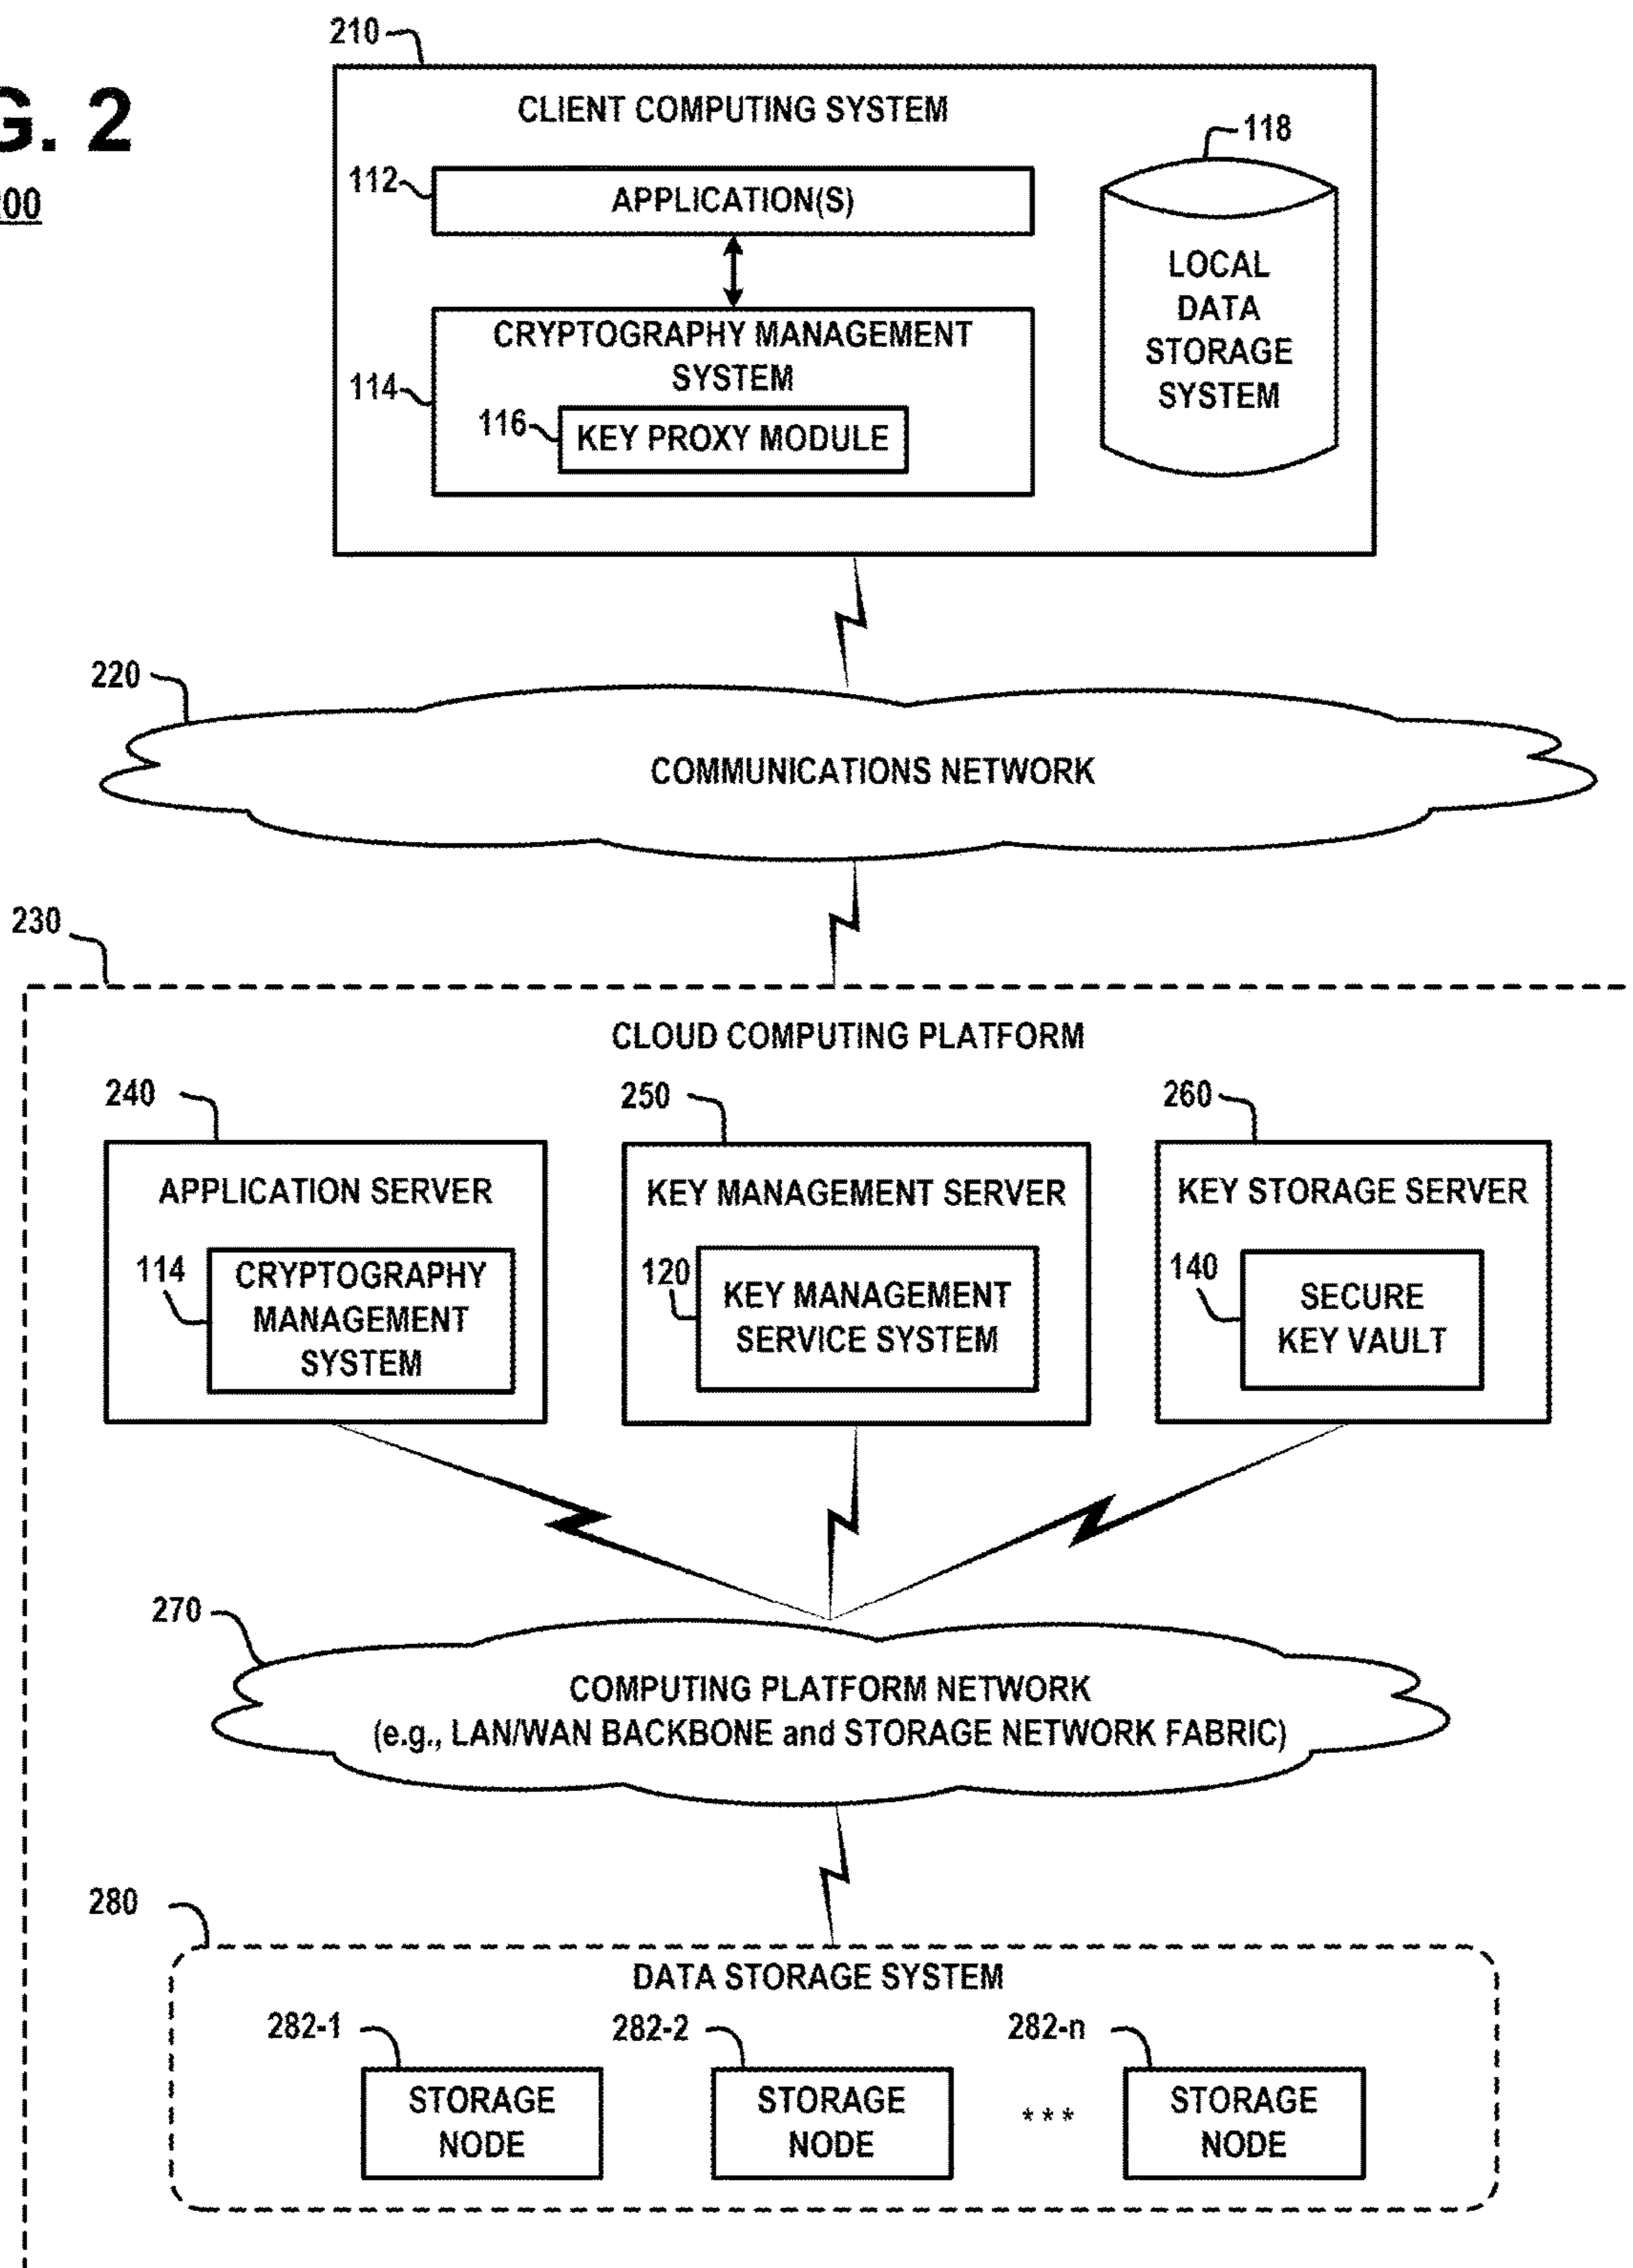 G. 2
00
210
CLIENT COMPUTING SYSTEM
118
112
APPLICATION(S)
LOCAL
DATA
STORAGE
SYSTEM
CRYPTOGRAPHY MANAGEMENT
SYSTEM
114
116
KEY PROXY MODULE
220
COMMUNICATIONS NETWORK
230
CLOUD COMPUTING PLATFORM
240
250
260
APPLICATION SERVER
KEY MANAGEMENT SERVER
KEY STORAGE SERVER
114
CRYPTOGRAPHY
MANAGEMENT
SYSTEM
120
KEY MANAGEMENT
SERVICE SYSTEM
140
SECURE
KEY VAULT
270
COMPUTING PLATFORM NETWORK
(e.g., LAN/WAN BACKBONE and STORAGE NETWORK FABRIC)
280
DATA STORAGE SYSTEM
282-1
282-2
282-n
STORAGE
NODE
STORAGE
NODE
***
STORAGE
NODE